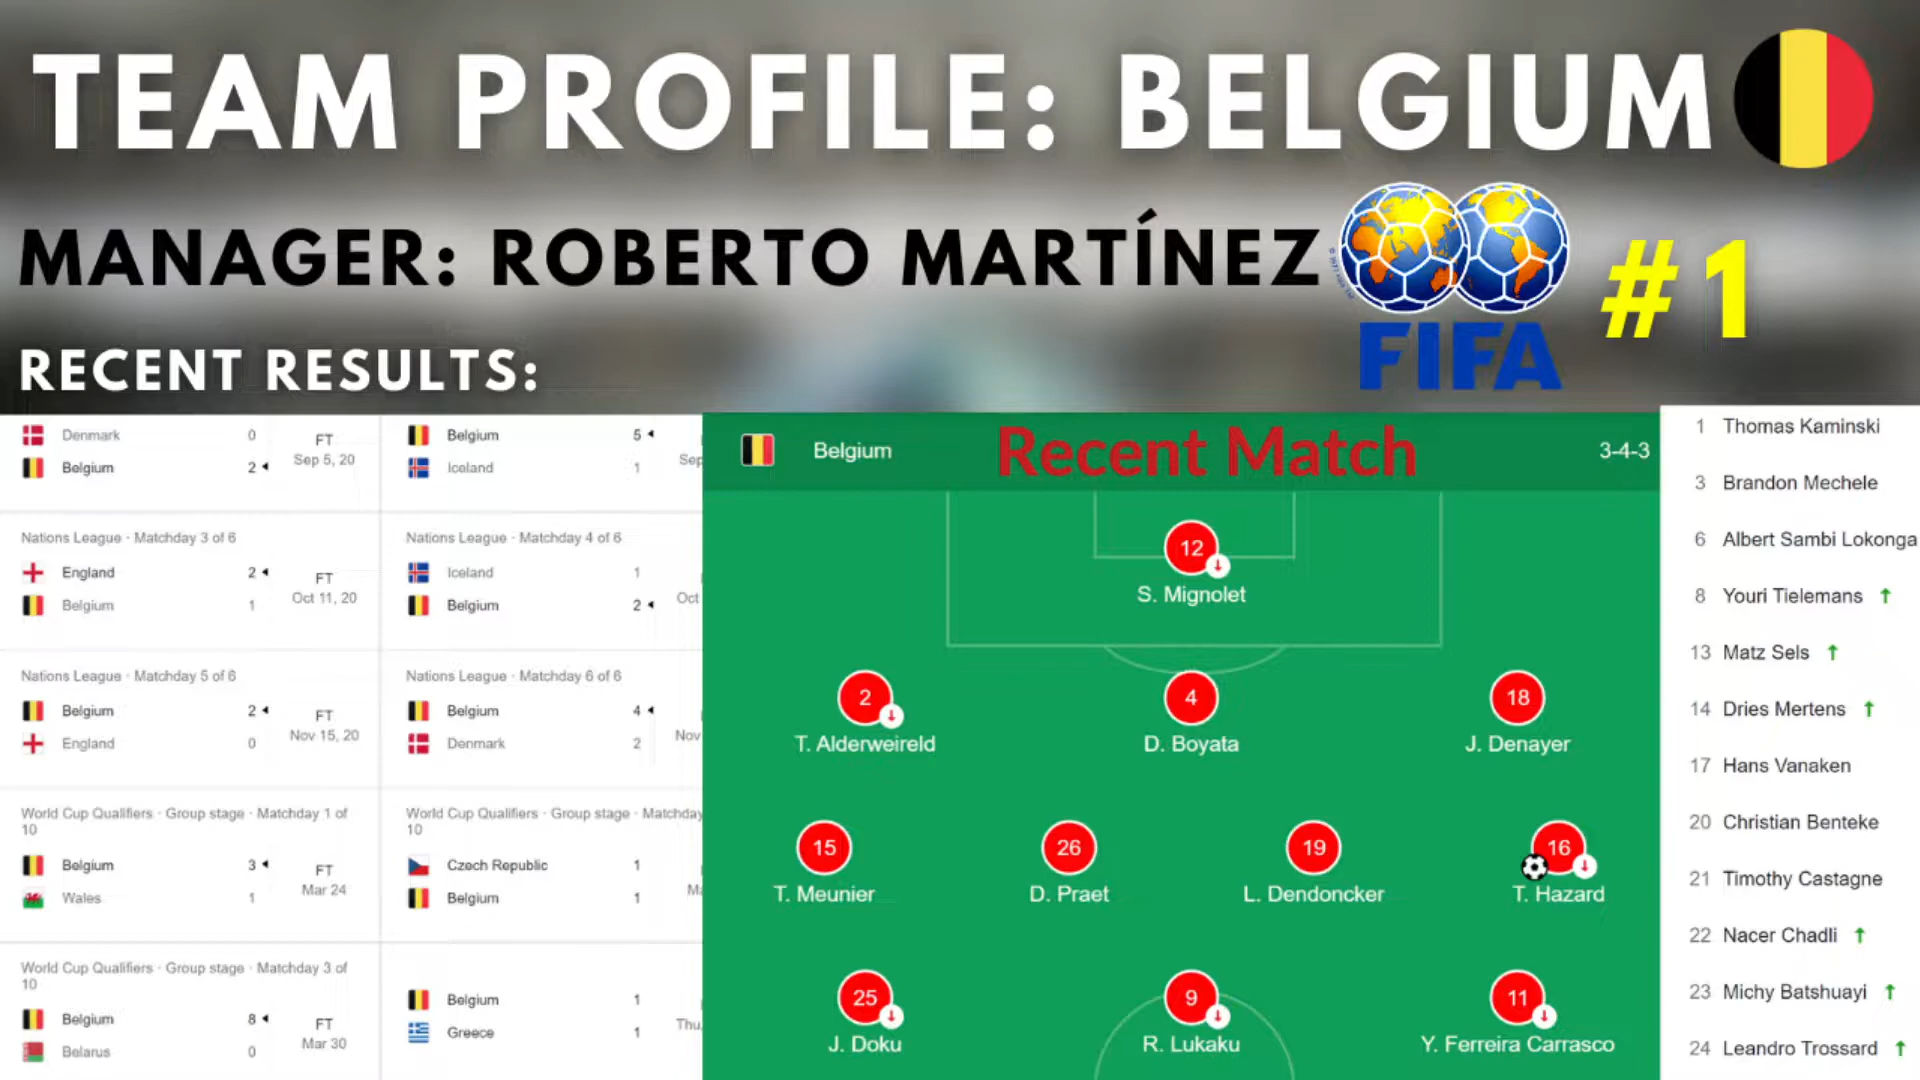 TEAM PROFILE: BELGIUM
MANAGER: ROBERTO MARTÍNEZ
FIFA
#1
RECENT RESULTS:
Denmark 0
Belgium 2
FT
Sep 5, 20
Belgium 5
Iceland 1
Sep
Nations League · Matchday 3 of 6
England 2
Belgium 1
FT
Oct 11, 20
Nations League · Matchday 4 of 6
Iceland 1
Belgium 2
Oct
Nations League · Matchday 5 of 6
Belgium 2
England 0
FT
Nov 15, 20
Nations League · Matchday 6 of 6
Belgium 4
Denmark 2
Nov
World Cup Qualifiers · Group stage · Matchday 1 of
10
Belgium 3
Wales 1
FT
Mar 24
World Cup Qualifiers · Group stage · Matchday
10
Czech Republic 1
Belgium 1
Ma
World Cup Qualifiers · Group stage · Matchday 3 of
10
Belgium 8
Belarus 0
FT
Mar 30
Belgium 1
Greece 1
Thu,
Belgium
Recent Match
3-4-3
12
S. Mignolet
2 4 18
T. Alderweireld D. Boyata J. Denayer
15 26 19 16
T. Meunier D. Praet L. Dendoncker T. Hazard
25 9 11
J. Doku R. Lukaku Y. Ferreira Carrasco
1 Thomas Kaminski
3 Brandon Mechele
6 Albert Sambi Lokonga
8 Youri Tielemans
13 Matz Sels
14 Dries Mertens
17 Hans Vanaken
20 Christian Benteke
21 Timothy Castagne
22 Nacer Chadli
23 Michy Batshuayi
24 Leandro Trossard